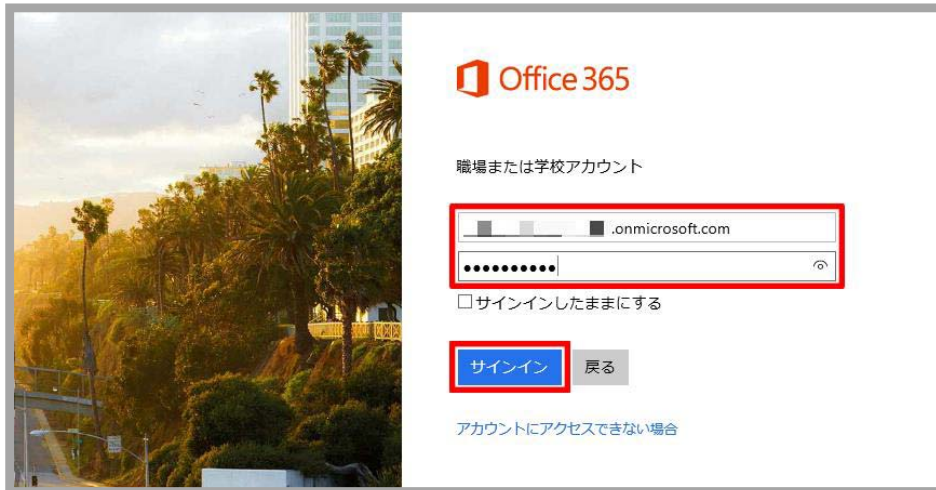 Office 365
職場または学校アカウント
.onmicrosoft.com
サインインしたままにする
サインイン 戻る
アカウントにアクセスできない場合